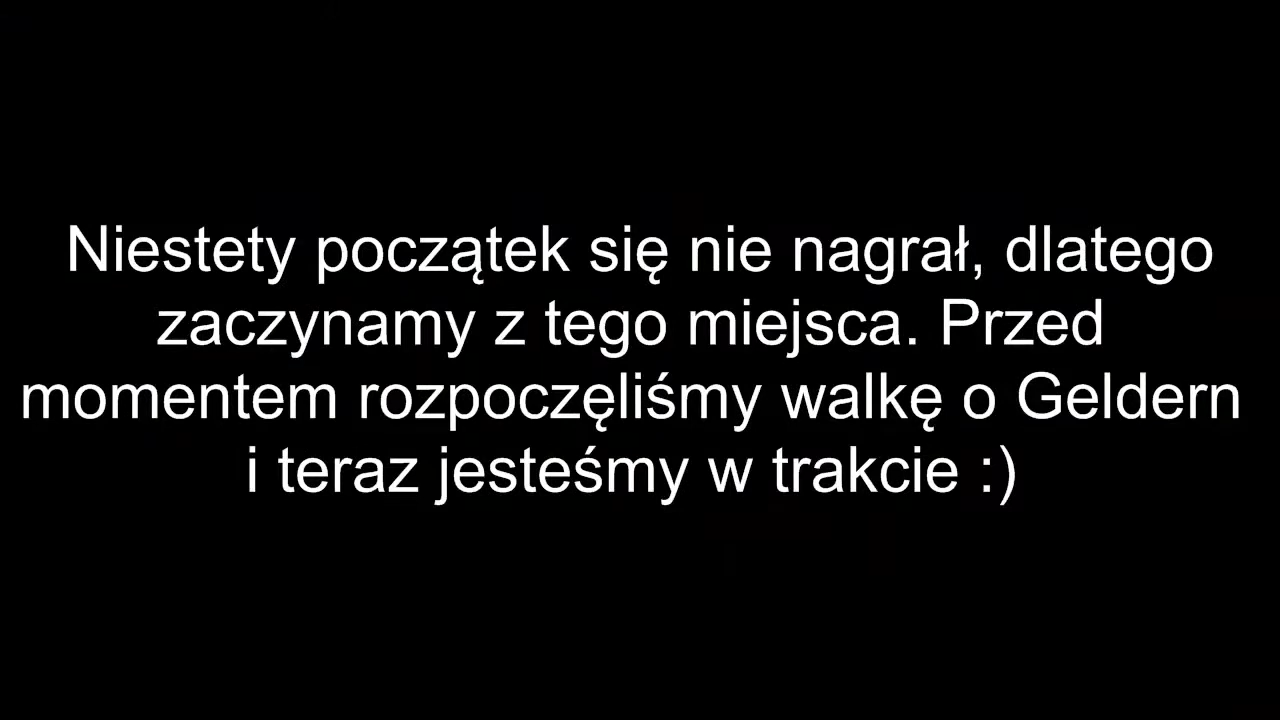 Niestety początek się nie nagrał, dlatego
zaczynamy z tego miejsca. Przed
momentem rozpoczęliśmy walkę o Geldern
i teraz jesteśmy w trakcie :)